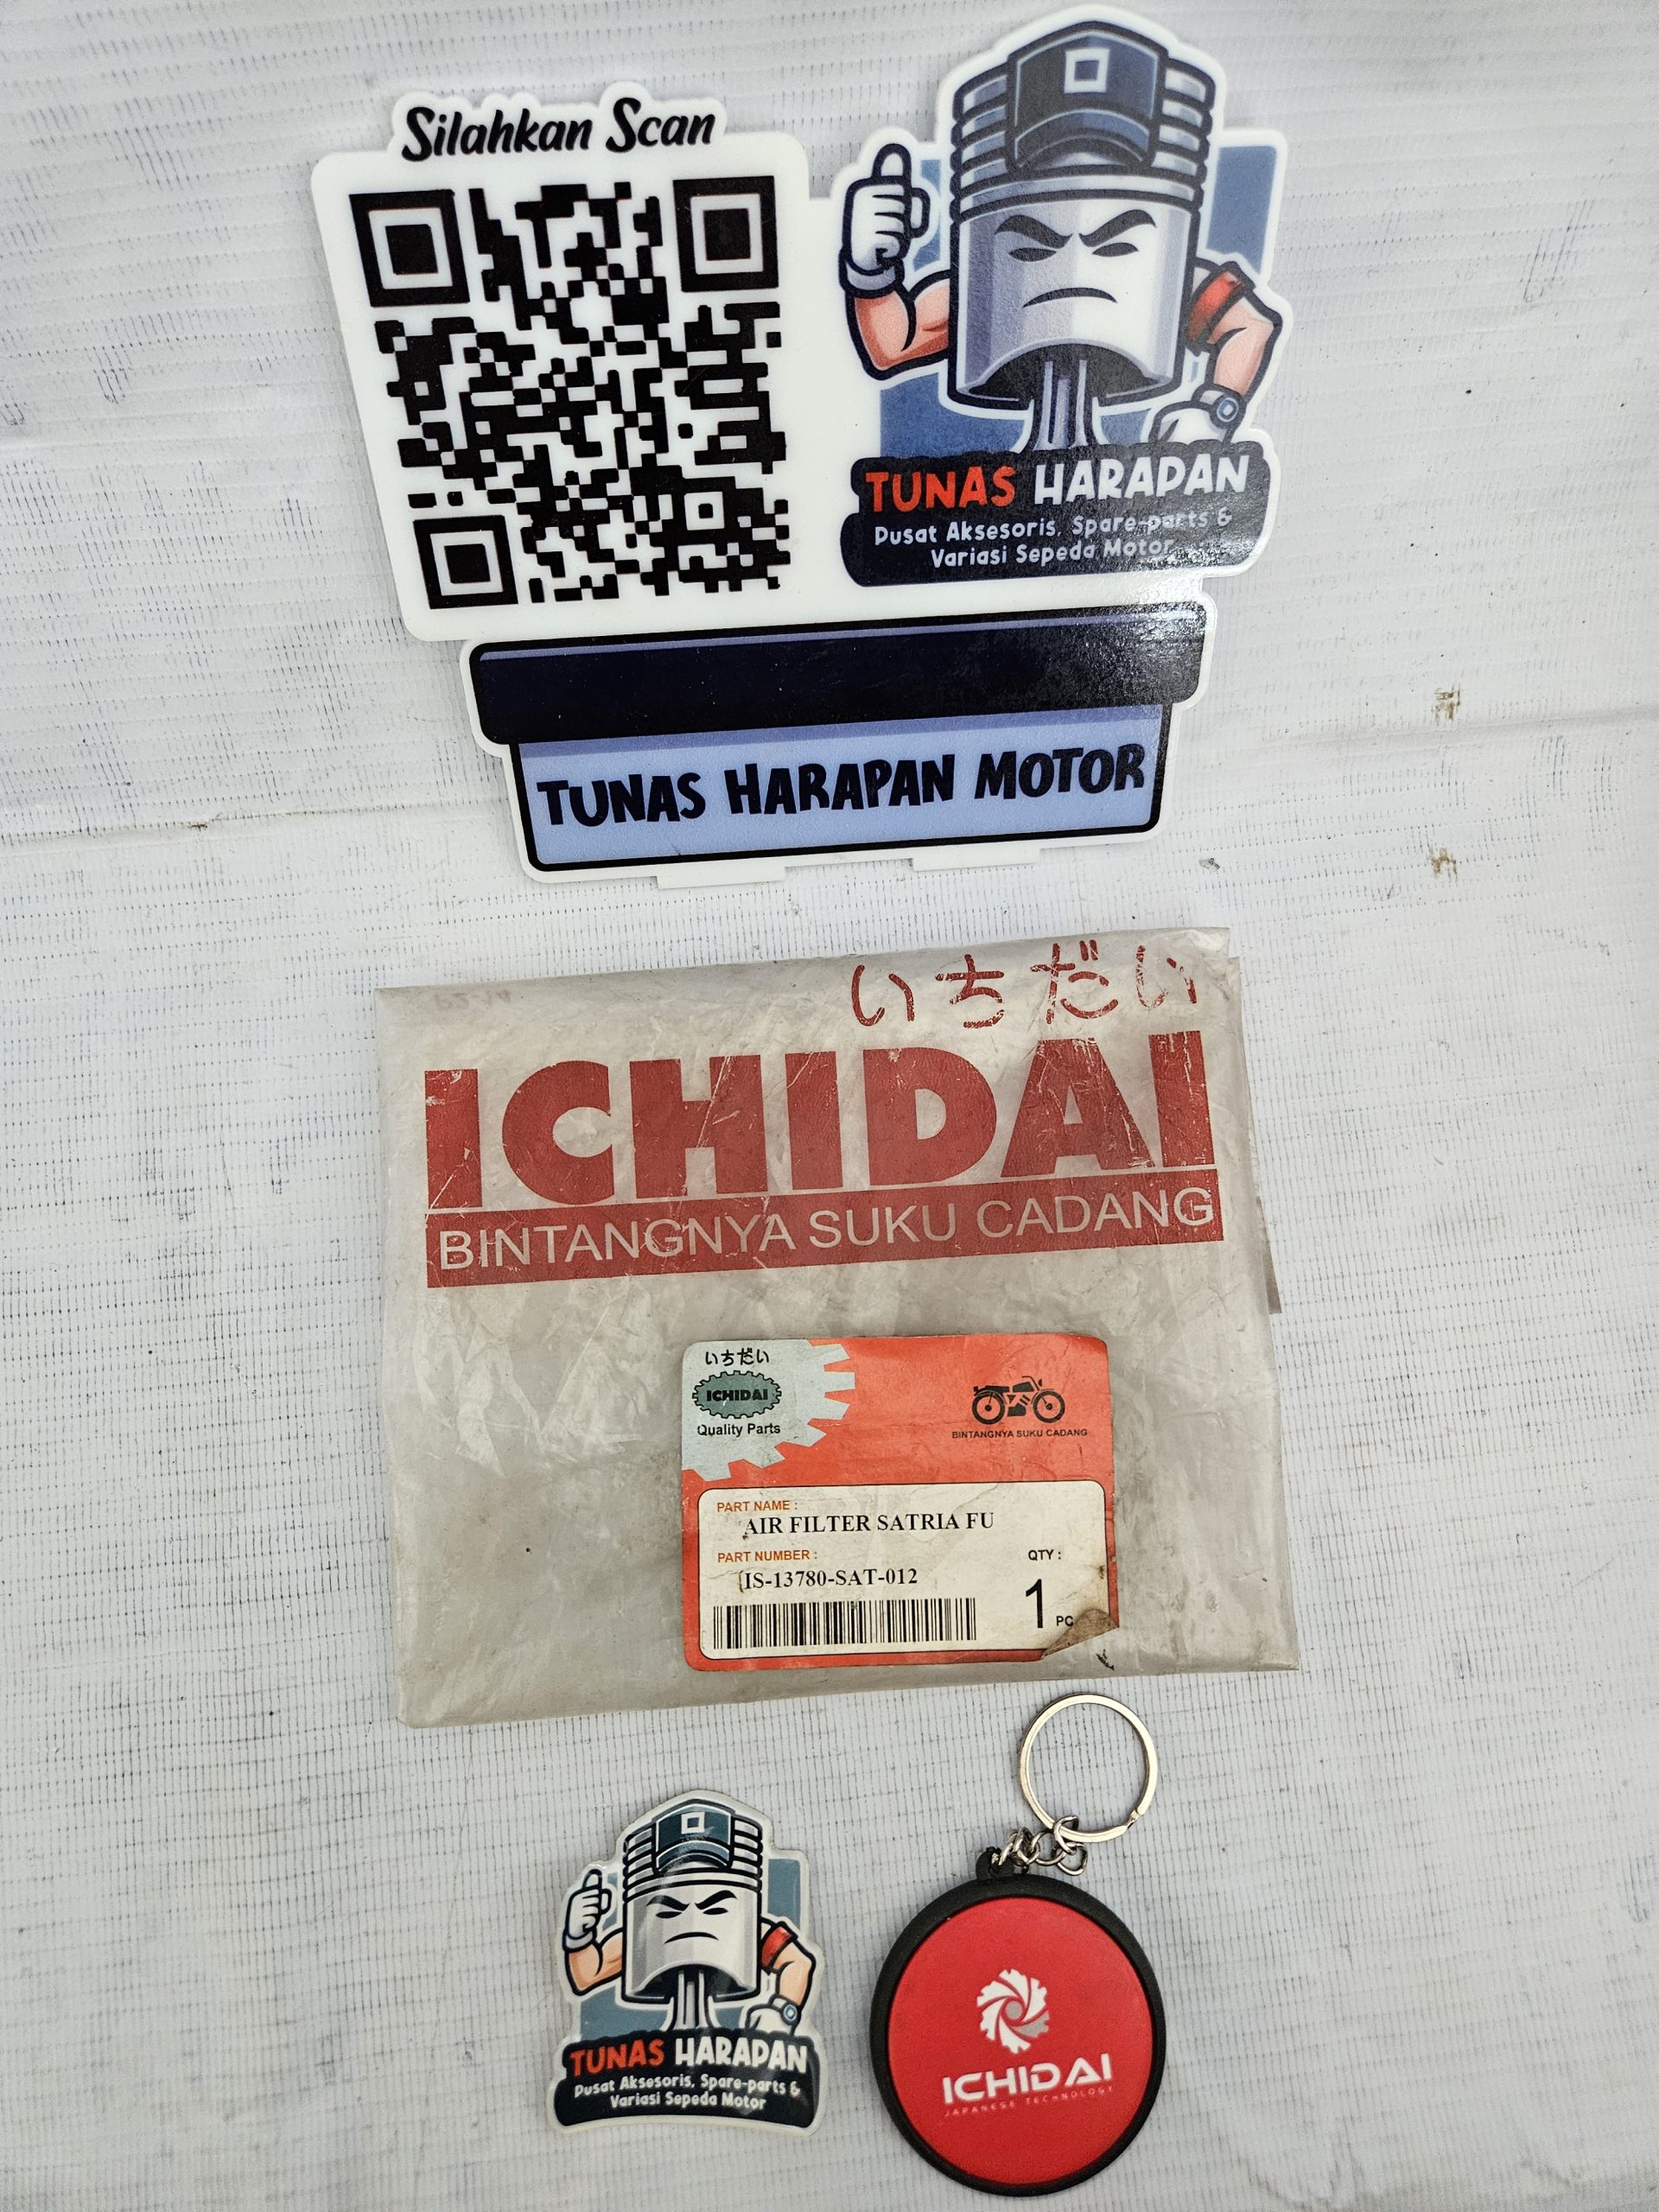 Silahkan Scan
TUNAS HARAPAN
Pusat Aksesoris, Spare-parts &
Variasi Sepeda Motor
TUNAS HARAPAN MOTOR
いちだい
ICHIDAI
BINTANGNYA SUKU CADANG
いちだい
ICHIDAI
Quality Parts
BINTANGNYA SUKU CADANG
PART NAME :
AIR FILTER SATRIA FU
PART NUMBER :
IS-13780-SAT-012
QTY :
1 PC
TUNAS HARAPAN
Pusat Aksesoris, Spare-parts &
Variasi Sepeda Motor
ICHIDAI
JAPANESE TECHNOLOGY